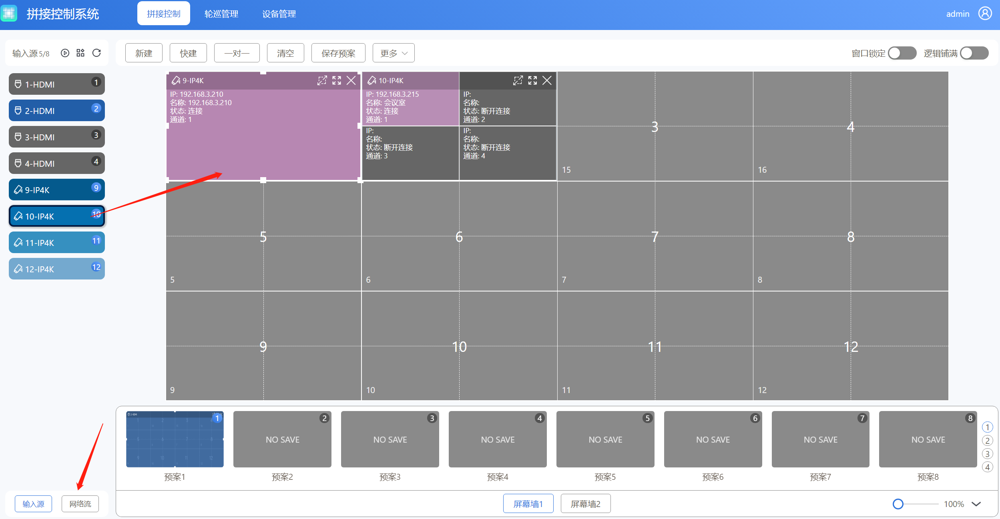 拼接控制系统
拼接控制
轮巡管理
设备管理
admin
输入源 5/8
新建
快建
一对一
清空
保存预案
更多
窗口锁定
逻辑铺满
1-HDMI 1
2-HDMI 2
3-HDMI 3
4-HDMI 4
9-IP4K 9
10-IP4K 10
11-IP4K 11
12-IP4K 12
9-IP4K
IP: 192.168.3.210
名称: 192.168.3.210
状态: 连接
通道: 1
10-IP4K
IP: 192.168.3.215
名称: 会议室
状态: 连接
通道: 1
IP:
名称:
状态: 断开连接
通道: 2
IP:
名称:
状态: 断开连接
通道: 3
IP:
名称:
状态: 断开连接
通道: 4
3
15
4
16
5
5
6
6
7
7
8
8
9
9
10
10
11
11
12
12
2-HDMI
1
2
NO SAVE
3
NO SAVE
4
NO SAVE
5
NO SAVE
6
NO SAVE
7
NO SAVE
8
NO SAVE
预案1
预案2
预案3
预案4
预案5
预案6
预案7
预案8
1
2
3
4
输入源
网络流
屏幕墙1
屏幕墙2
100%